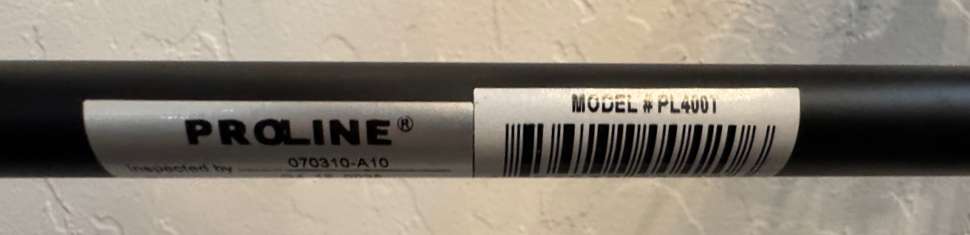 PROLINE®
Inspected by 070310-A10
MODEL # PL4001